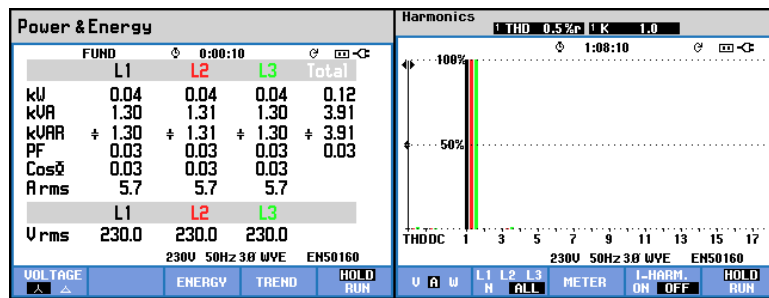 Power & Energy
FUND 0:00:10
L1 L2 L3 Total
kW 0.04 0.04 0.04 0.12
kVA 1.30 1.31 1.30 3.91
kVAR ÷ 1.30 ÷ 1.31 ÷ 1.30 ÷ 3.91
PF 0.03 0.03 0.03 0.03
CosΦ 0.03 0.03 0.03
A rms 5.7 5.7 5.7
L1 L2 L3
V rms 230.0 230.0 230.0
230V 50Hz 3Ø WYE EN50160
VOLTAGE ENERGY TREND HOLD
RUN
Harmonics
1 THD 0.5%r 1 K 1.0
1:08:10
100%
50%
THDDC 1 3 5 7 9 11 13 15 17
230V 50Hz 3Ø WYE EN50160
V A W L1 L2 L3 METER I-HARM. HOLD
N ALL ON OFF RUN